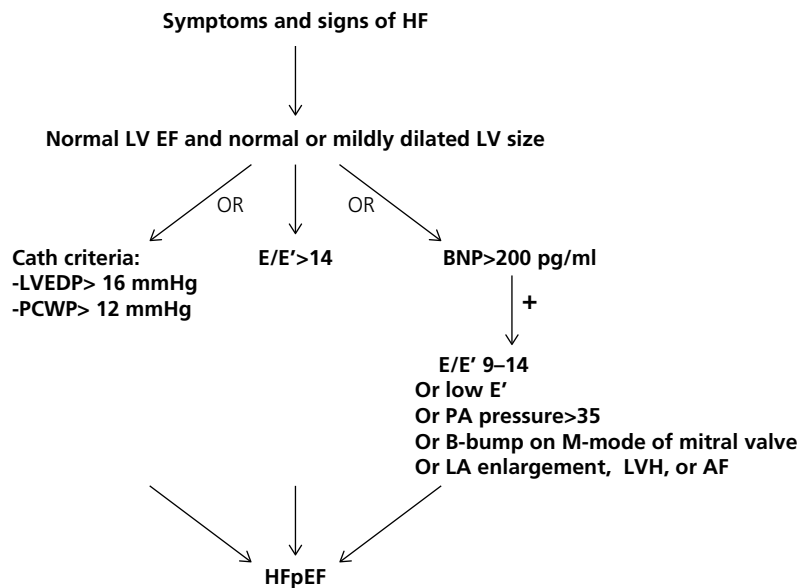 Symptoms and signs of HF
Normal LV EF and normal or mildly dilated LV size
OR
OR
Cath criteria:
-LVEDP> 16 mmHg
-PCWP> 12 mmHg
E/E’>14
BNP>200 pg/ml
+
E/E’ 9–14
Or low E’
Or PA pressure>35
Or B-bump on M-mode of mitral valve
Or LA enlargement, LVH, or AF
HFpEF